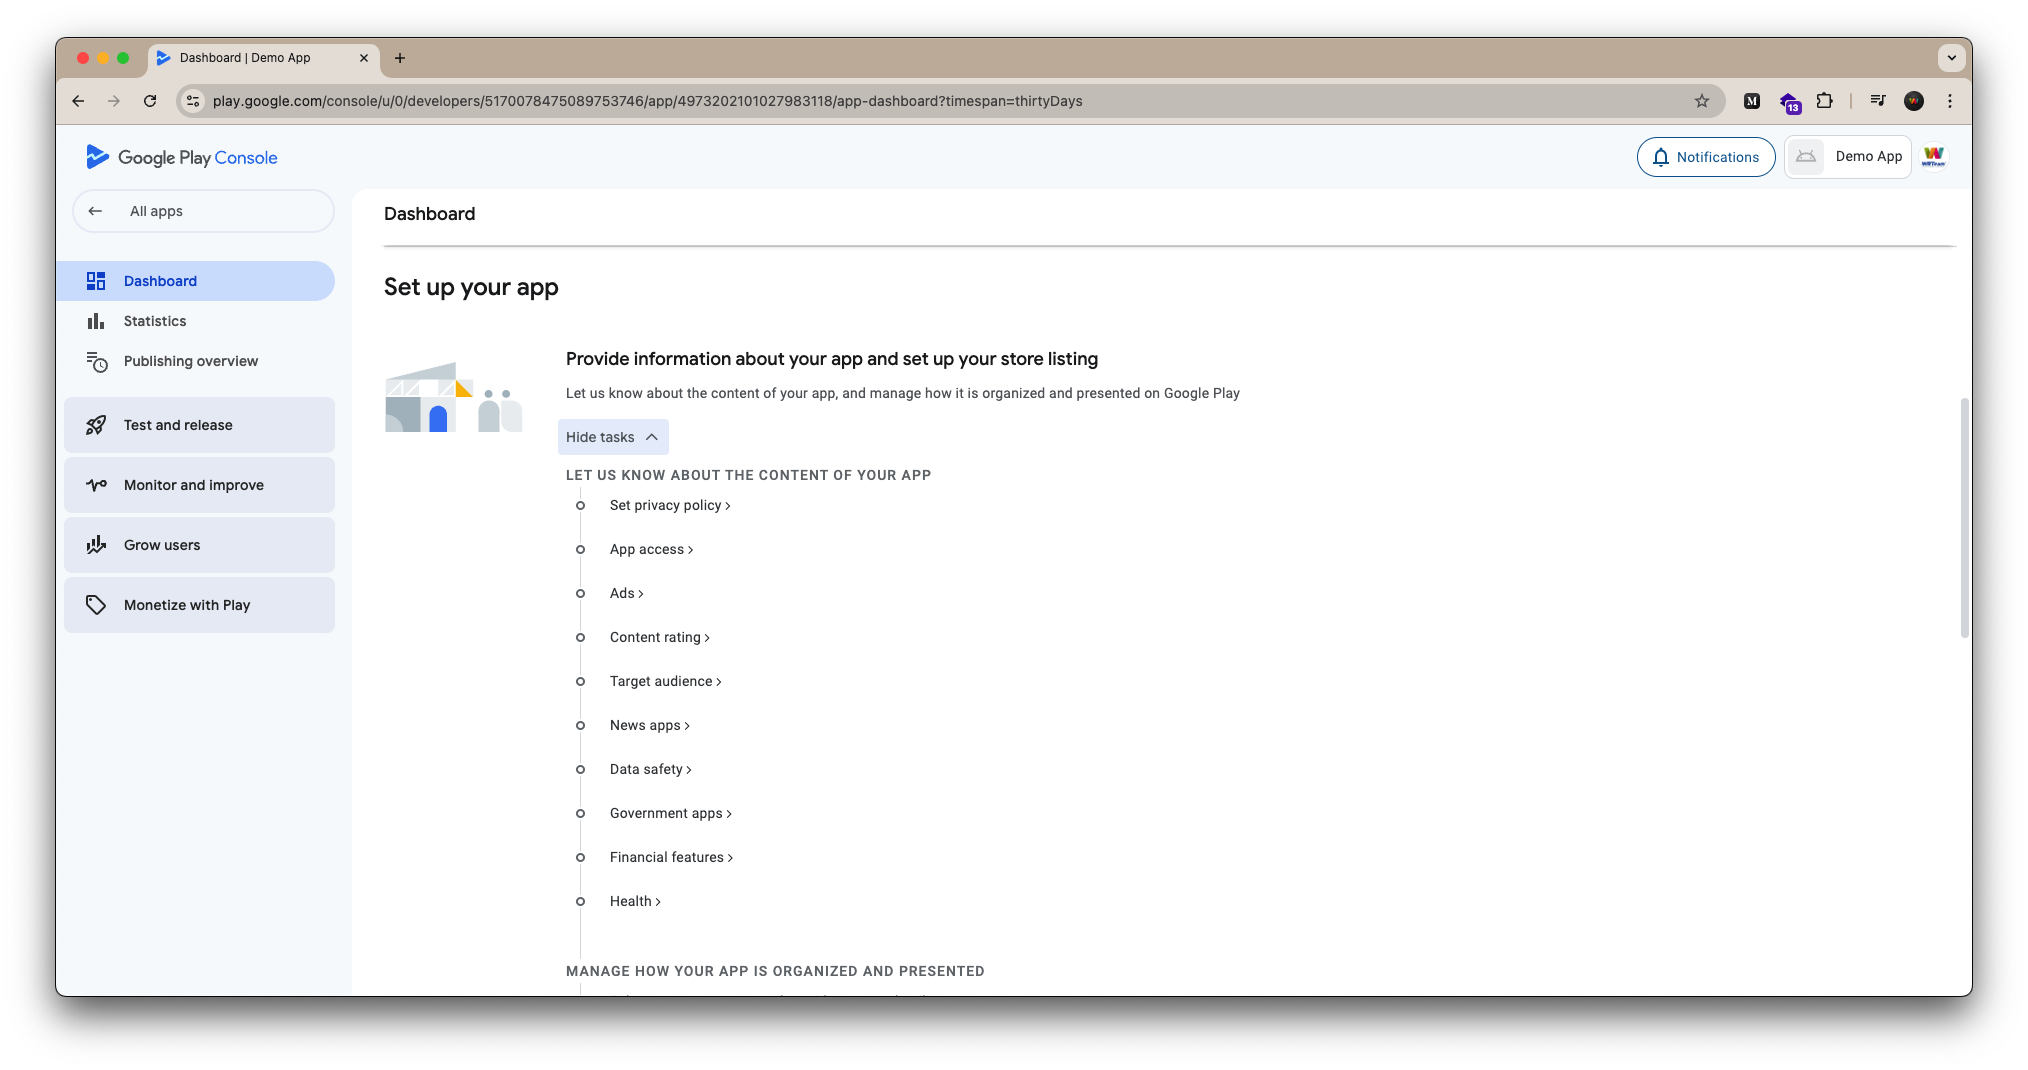 Dashboard | Demo App
play.google.com/console/u/0/developers/5170078475089753746/app/4973202101027983118/app-dashboard?timespan=thirtyDays
M
13
Google Play Console
Notifications
Demo App
WRTeam
All apps
Dashboard
Dashboard
Statistics
Publishing overview
Test and release
Monitor and improve
Grow users
Monetize with Play
Set up your app
Provide information about your app and set up your store listing
Let us know about the content of your app, and manage how it is organized and presented on Google Play
Hide tasks
LET US KNOW ABOUT THE CONTENT OF YOUR APP
Set privacy policy
App access
Ads
Content rating
Target audience
News apps
Data safety
Government apps
Financial features
Health
MANAGE HOW YOUR APP IS ORGANIZED AND PRESENTED